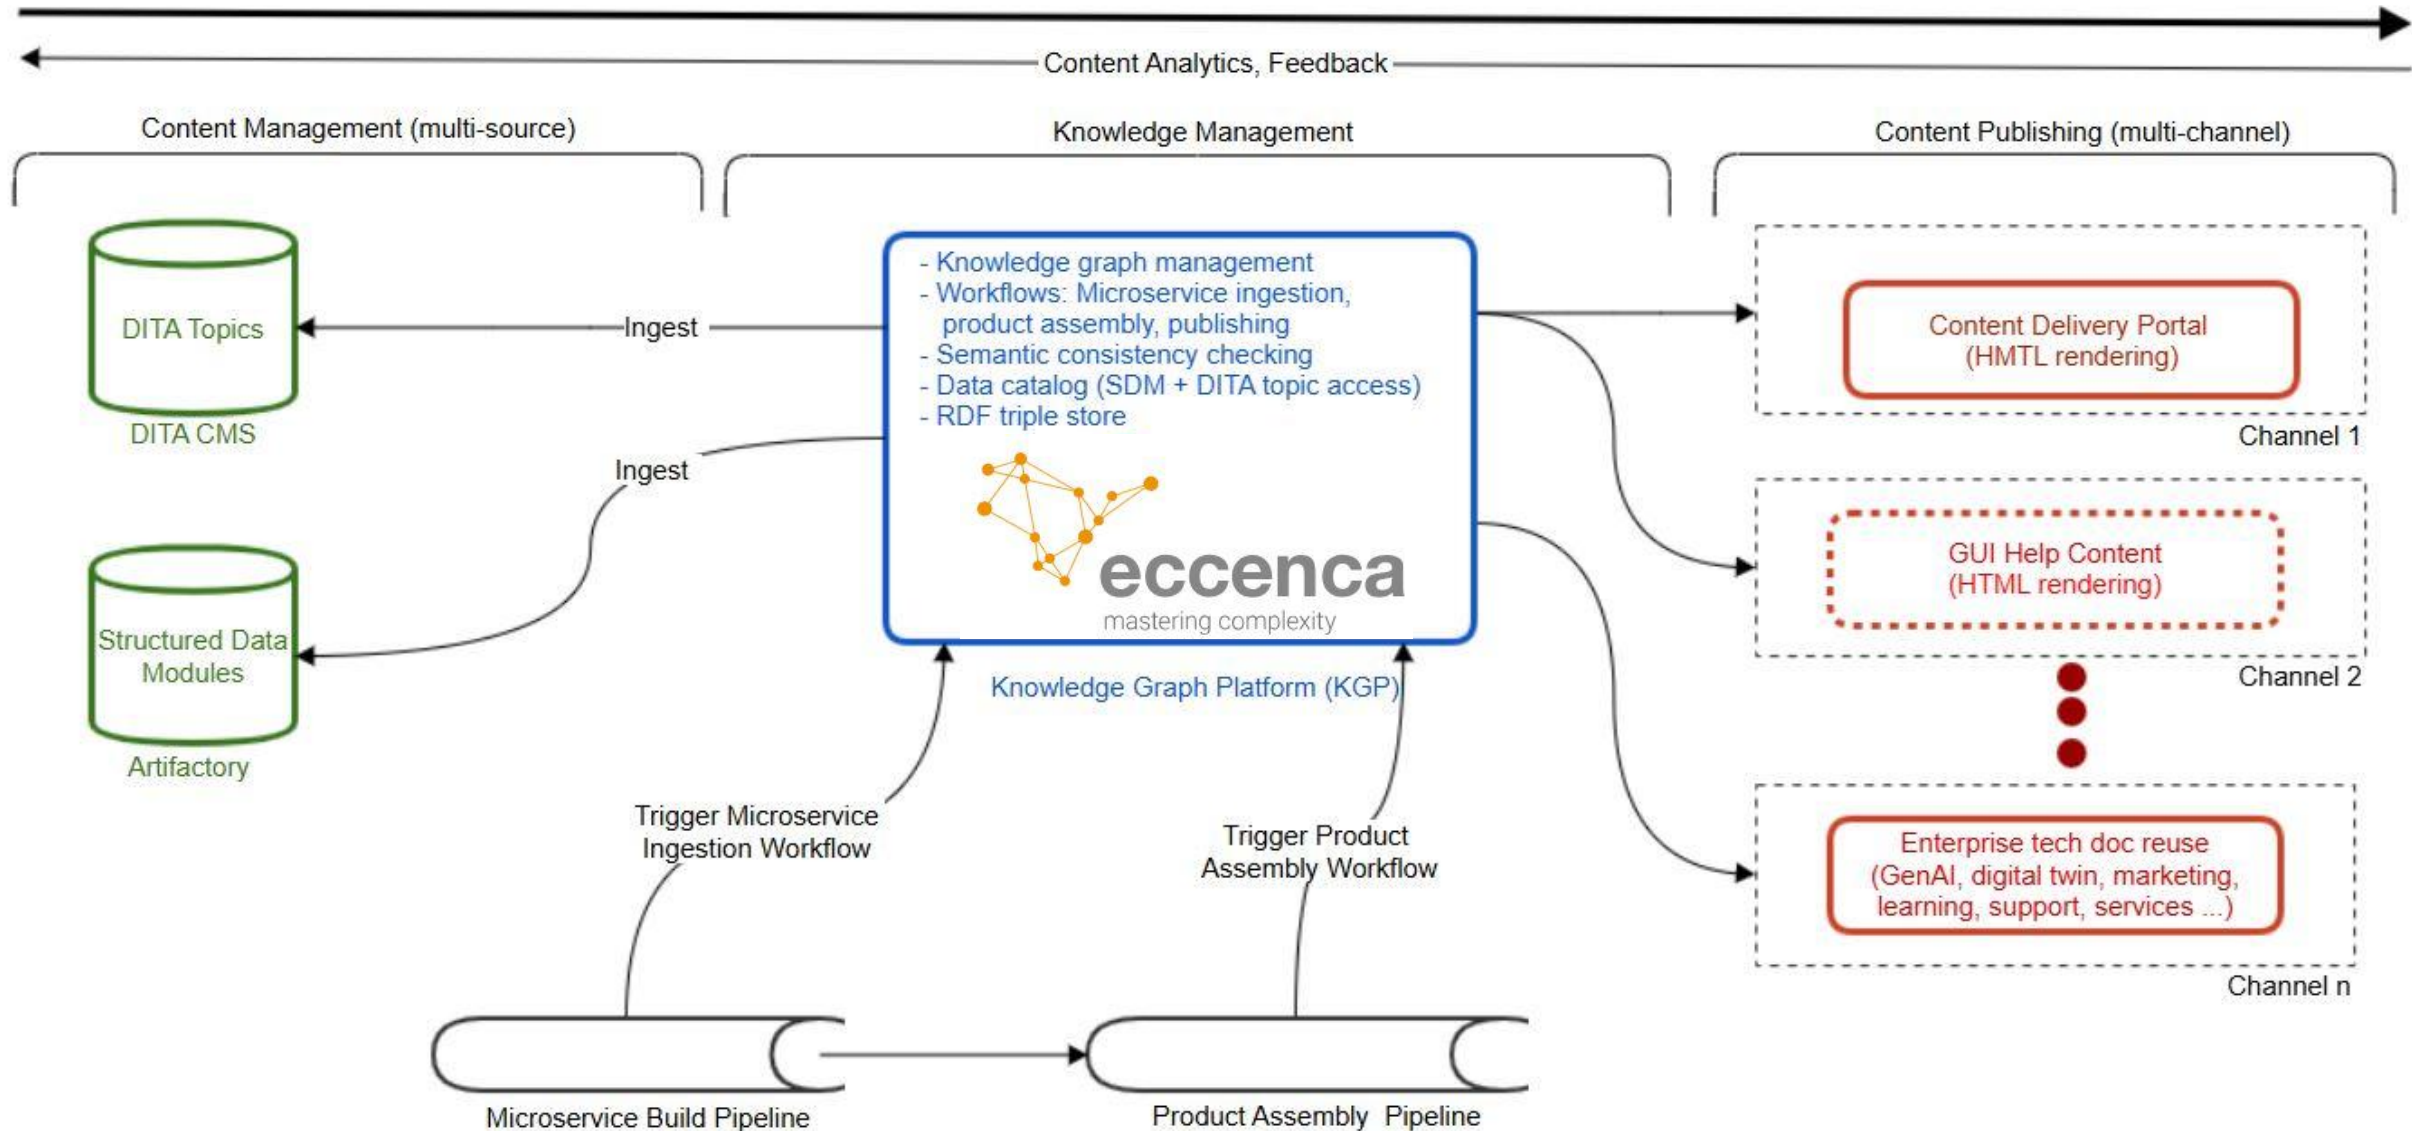 Content Analytics, Feedback
Content Management (multi-source)
Knowledge Management
Content Publishing (multi-channel)
DITA Topics
DITA CMS
Ingest
Ingest
Structured Data
Modules
Artifactory
- Knowledge graph management
- Workflows: Microservice ingestion,
product assembly, publishing
- Semantic consistency checking
- Data catalog (SDM + DITA topic access)
- RDF triple store
eccenca
mastering complexity
Knowledge Graph Platform (KGP)
Content Delivery Portal
(HMTL rendering)
Channel 1
GUI Help Content
(HTML rendering)
Channel 2
Enterprise tech doc reuse
(GenAI, digital twin, marketing,
learning, support, services ...)
Channel n
Trigger Microservice
Ingestion Workflow
Trigger Product
Assembly Workflow
Microservice Build Pipeline
Product Assembly Pipeline